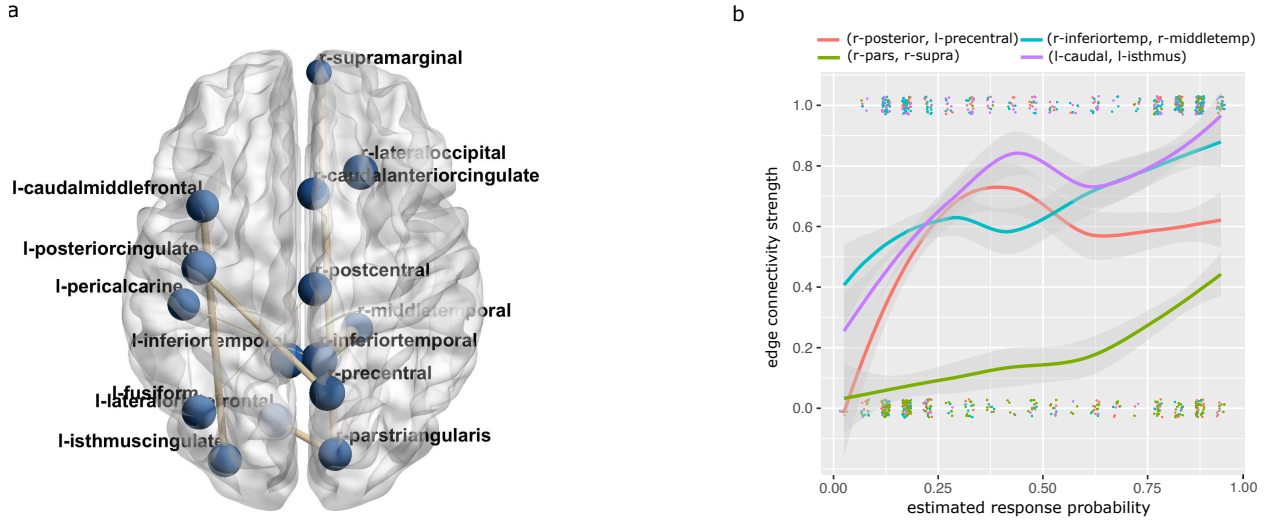 a
r-supramarginal
r-lateraloccipital
r-caudalanteriorcingulate
l-caudalmiddlefrontal
l-posteriorcingulate
r-postcentral
l-pericalcarine
r-middletemporal
l-inferiortemporal
r-inferiortemporal
r-precentral
l-fusiform
l-lateralorbitofrontal
l-isthmuscingulate
r-parstriangularis
b
(r-posterior, l-precentral)
(r-inferiortemp, r-middletemp)
(r-pars, r-supra)
(l-caudal, l-isthmus)
edge connectivity strength
1.0
0.8
0.6
0.4
0.2
0.0
0.00
0.25
0.50
0.75
1.00
estimated response probability